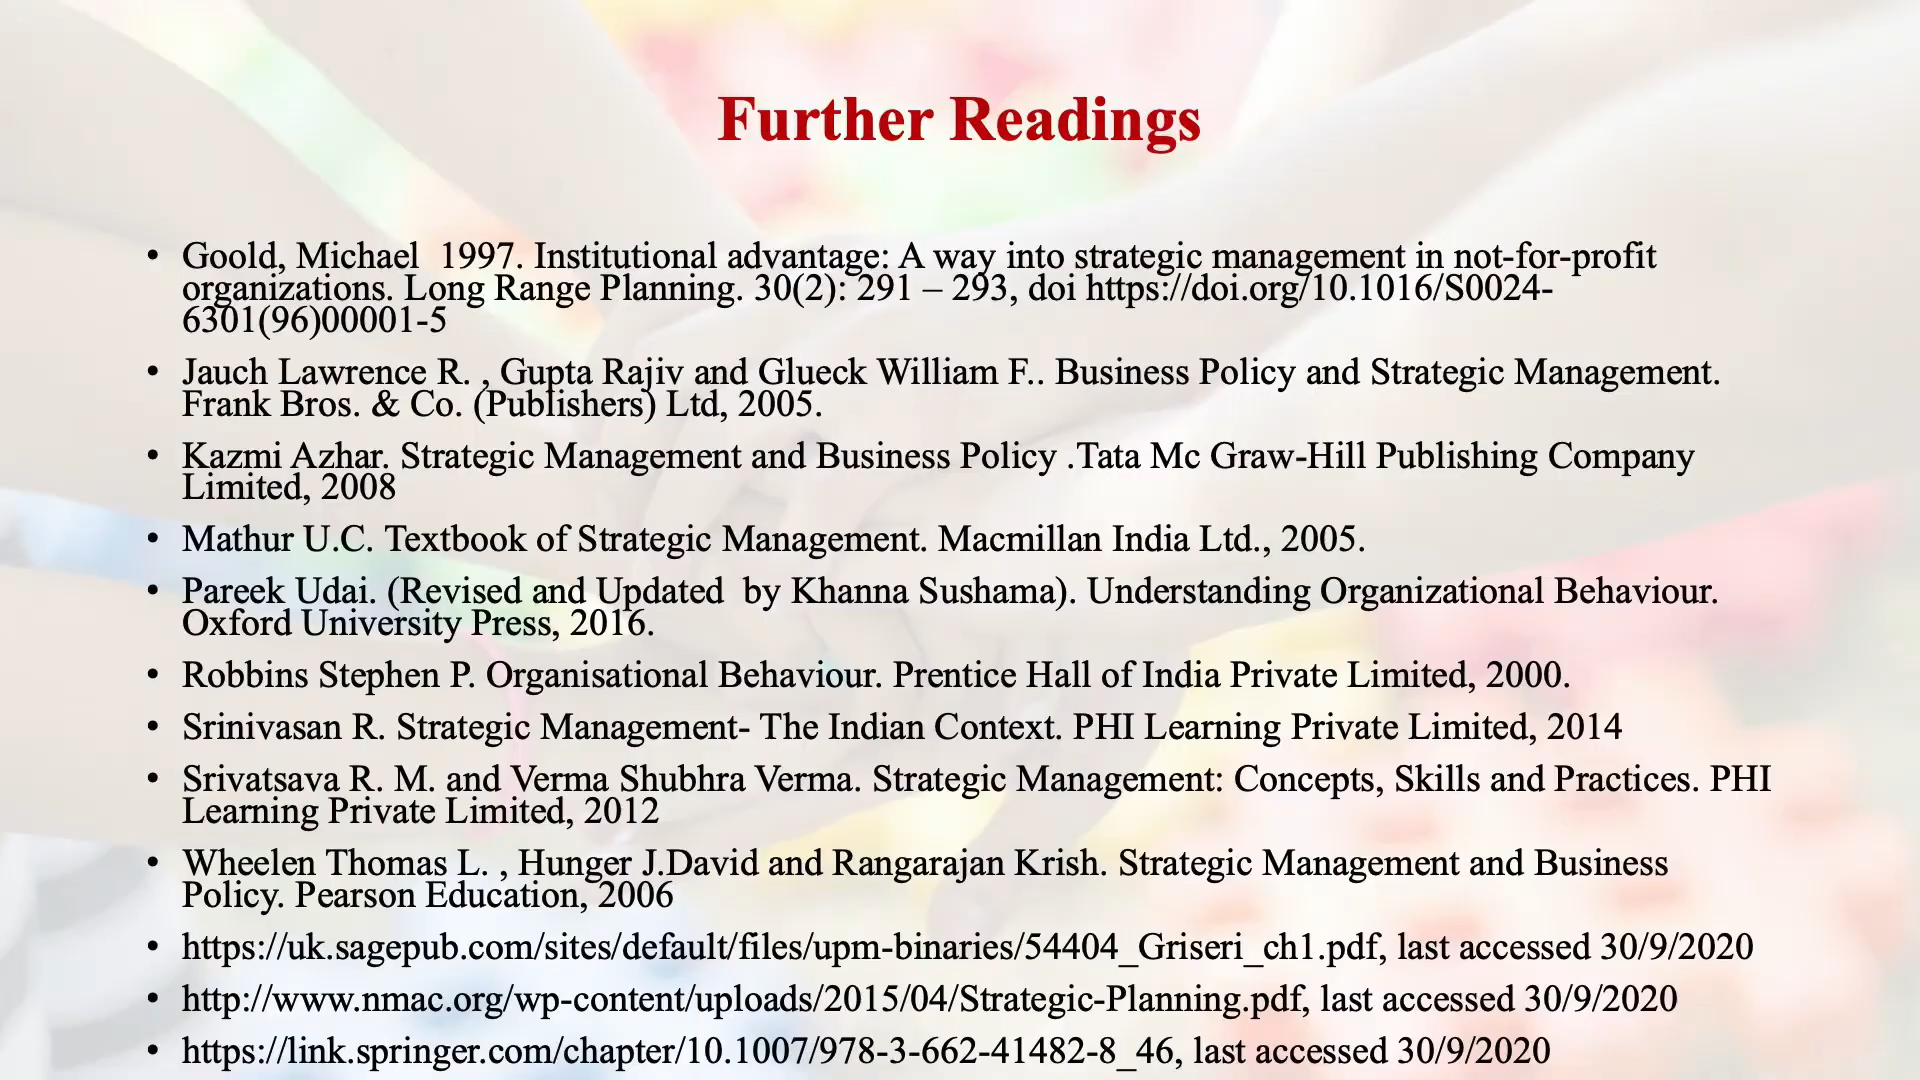 Further Readings
• Goold, Michael  1997. Institutional advantage: A way into strategic management in not-for-profit
organizations. Long Range Planning. 30(2): 291 – 293, doi https://doi.org/10.1016/S0024-
6301(96)00001-5
• Jauch Lawrence R. , Gupta Rajiv and Glueck William F.. Business Policy and Strategic Management.
Frank Bros. & Co. (Publishers) Ltd, 2005.
• Kazmi Azhar. Strategic Management and Business Policy .Tata Mc Graw-Hill Publishing Company
Limited, 2008
• Mathur U.C. Textbook of Strategic Management. Macmillan India Ltd., 2005.
• Pareek Udai. (Revised and Updated  by Khanna Sushama). Understanding Organizational Behaviour.
Oxford University Press, 2016.
• Robbins Stephen P. Organisational Behaviour. Prentice Hall of India Private Limited, 2000.
• Srinivasan R. Strategic Management- The Indian Context. PHI Learning Private Limited, 2014
• Srivatsava R. M. and Verma Shubhra Verma. Strategic Management: Concepts, Skills and Practices. PHI
Learning Private Limited, 2012
• Wheelen Thomas L. , Hunger J.David and Rangarajan Krish. Strategic Management and Business
Policy. Pearson Education, 2006
• https://uk.sagepub.com/sites/default/files/upm-binaries/54404_Griseri_ch1.pdf, last accessed 30/9/2020
• http://www.nmac.org/wp-content/uploads/2015/04/Strategic-Planning.pdf, last accessed 30/9/2020
• https://link.springer.com/chapter/10.1007/978-3-662-41482-8_46, last accessed 30/9/2020